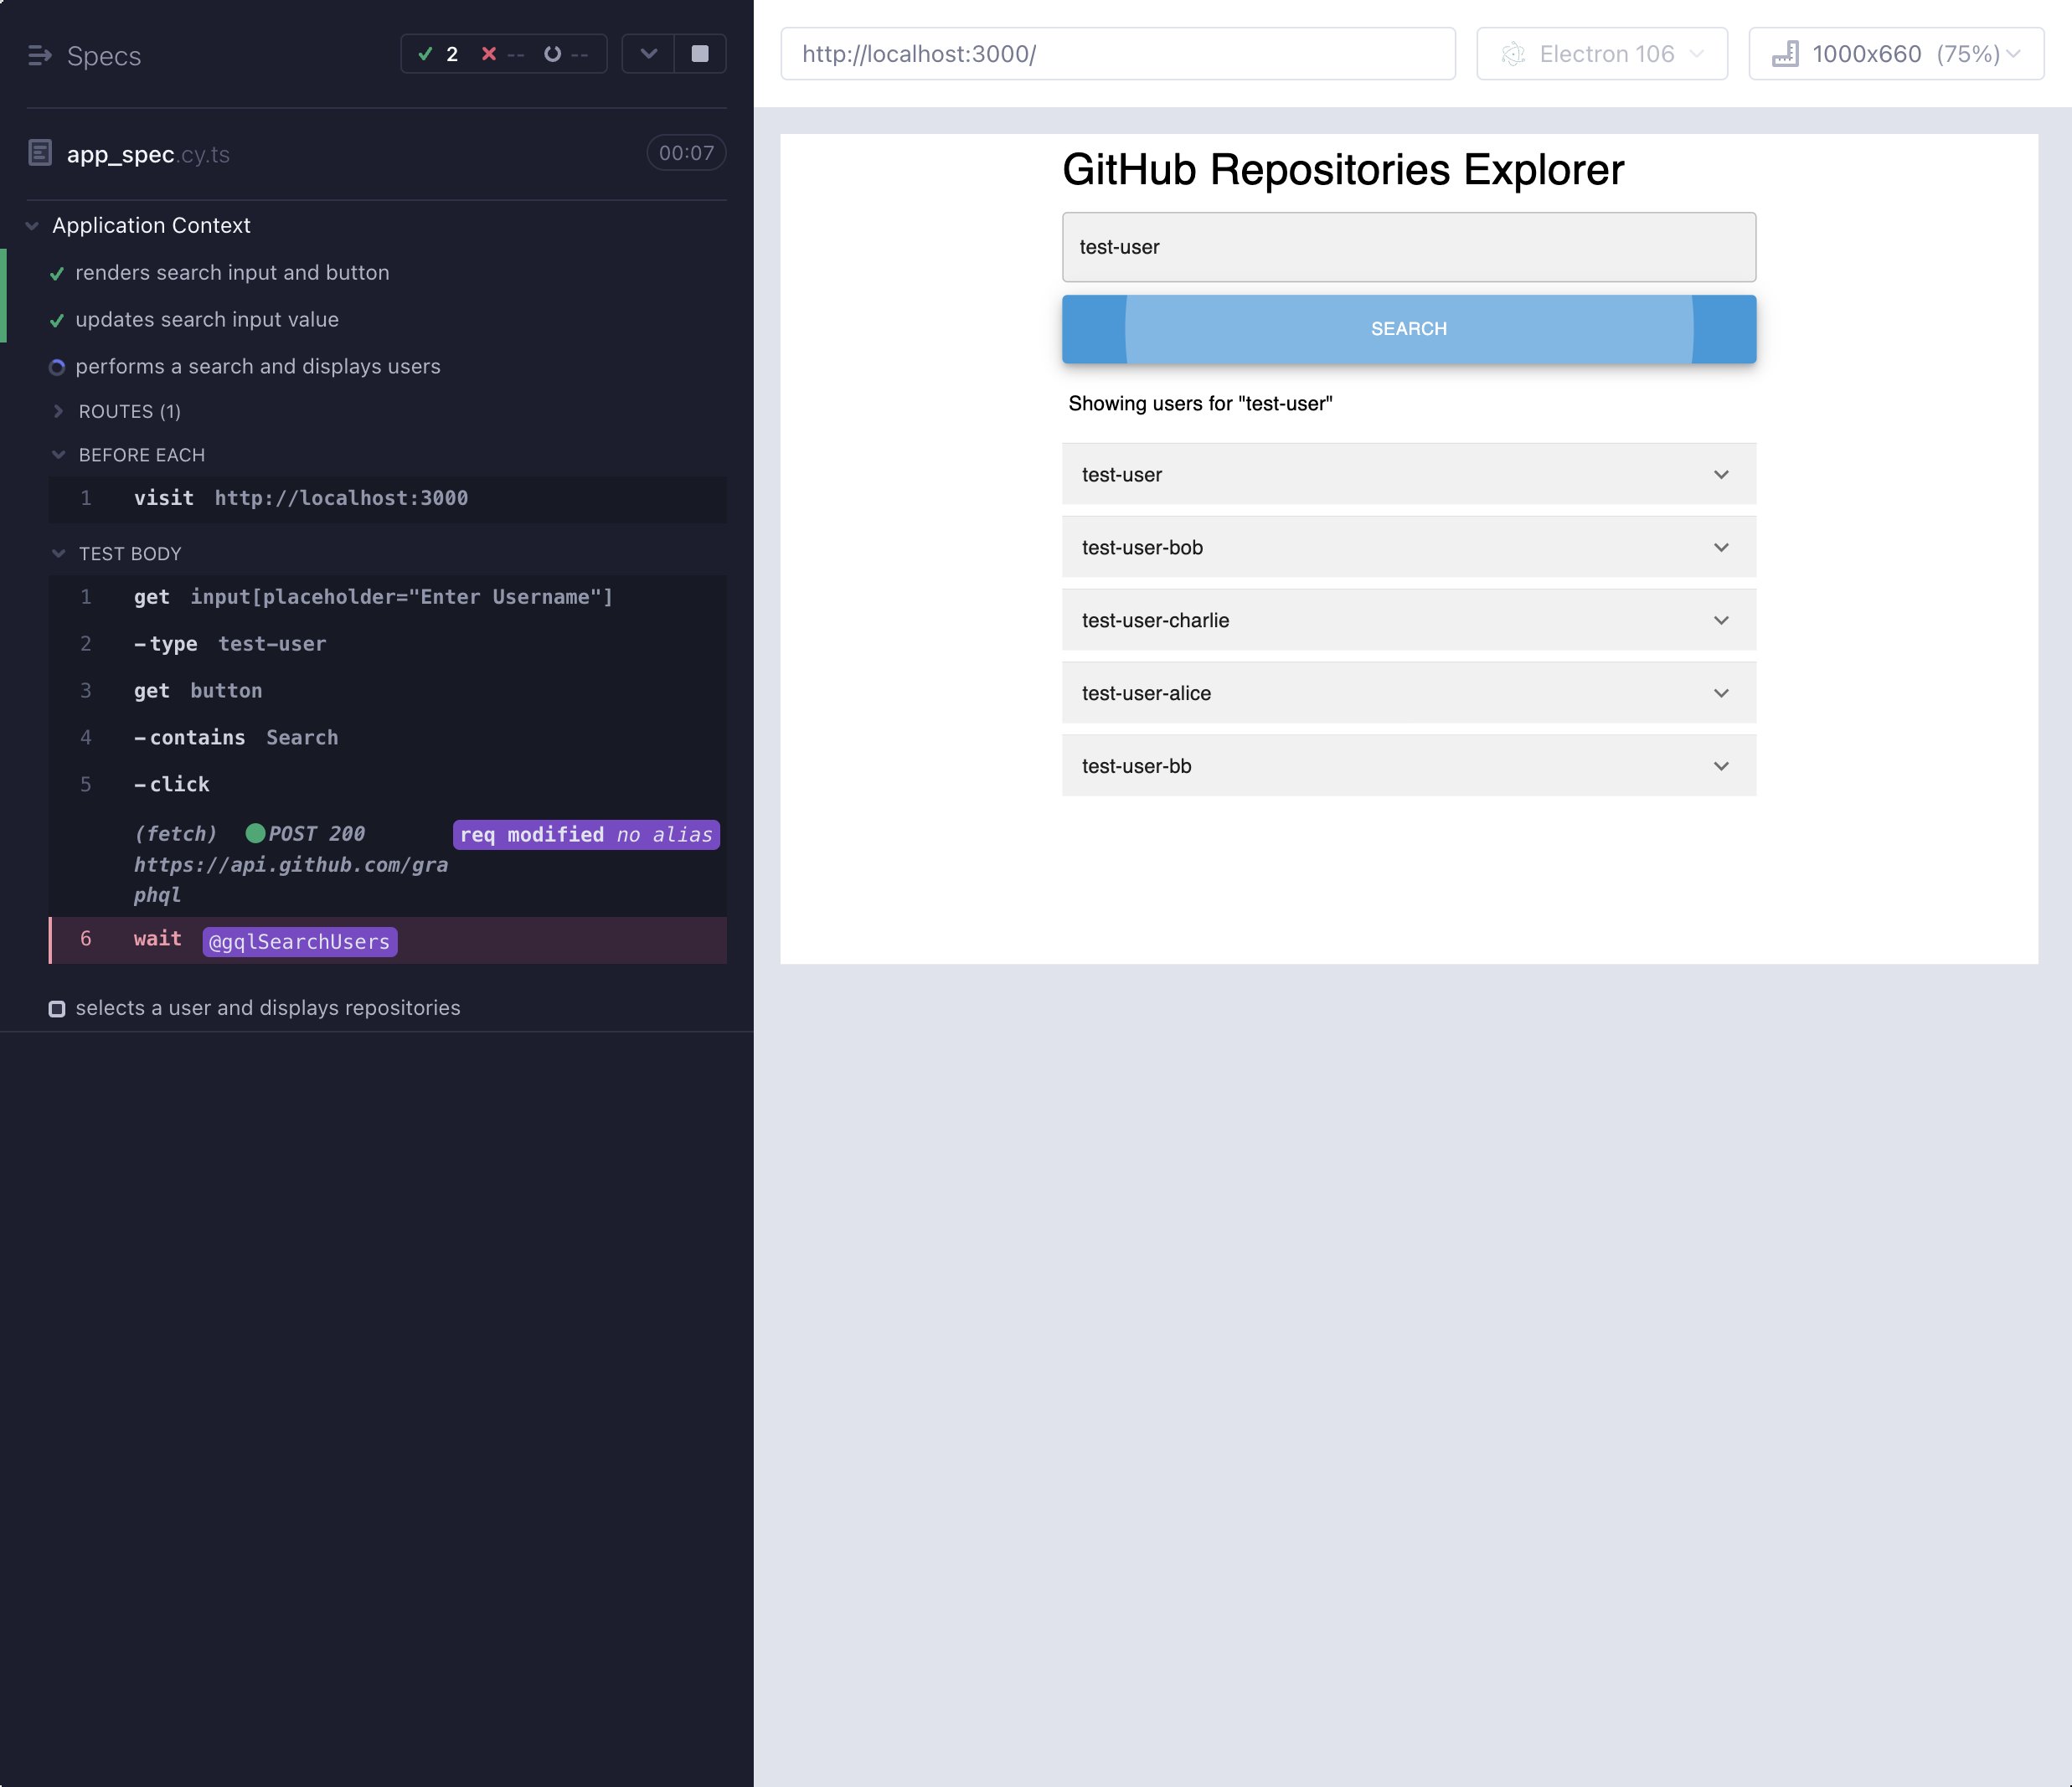 Specs
2
--
--
app_spec.cy.ts
00:07
Application Context
renders search input and button
updates search input value
performs a search and displays users
ROUTES (1)
BEFORE EACH
1 visit http://localhost:3000
TEST BODY
1 get input[placeholder="Enter Username"]
2 -type test-user
3 get button
4 -contains Search
5 -click
(fetch) POST 200 req modified no alias
https://api.github.com/gra
phql
6 wait @gqlSearchUsers
selects a user and displays repositories
http://localhost:3000/
Electron 106
1000x660 (75%)
GitHub Repositories Explorer
test-user
SEARCH
Showing users for "test-user"
test-user
test-user-bob
test-user-charlie
test-user-alice
test-user-bb